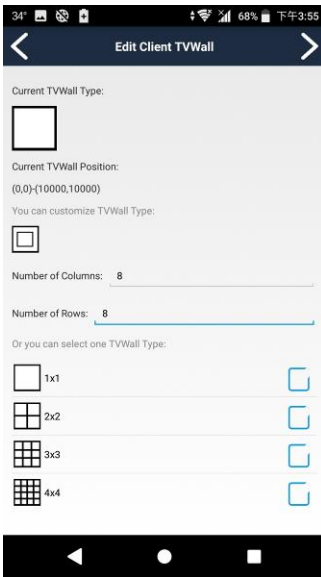 34° 68% 下午3:55
Edit Client TVWall
Current TVWall Type:
Current TVWall Position:
(0,0)-(10000,10000)
You can customize TVWall Type:
Number of Columns: 8
Number of Rows: 8
Or you can select one TVWall Type:
1x1
2x2
3x3
4x4